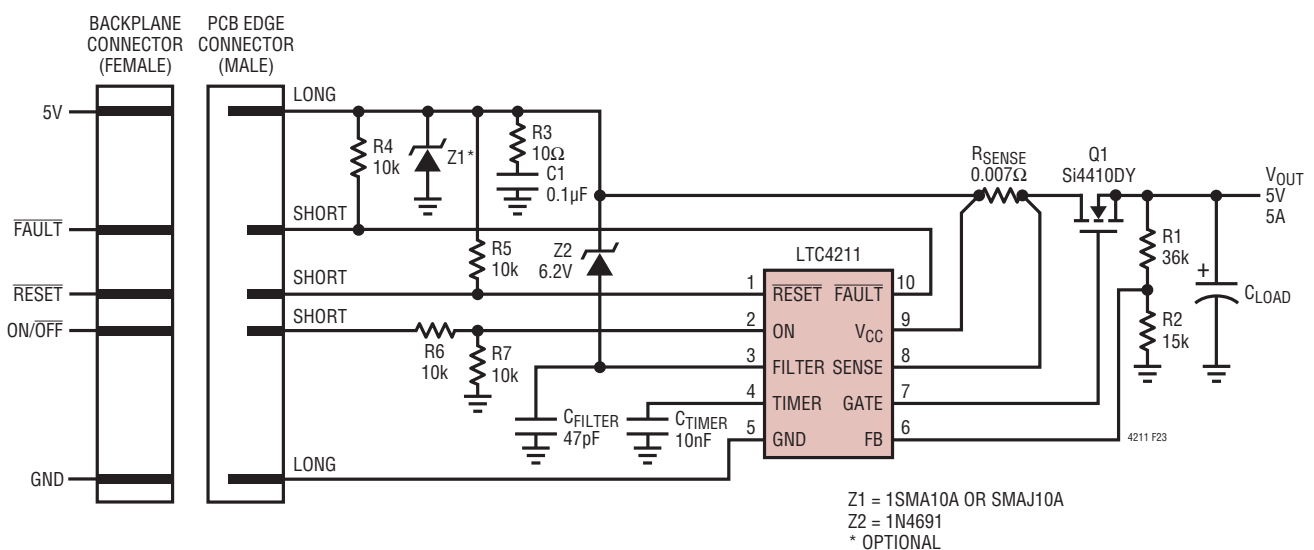 BACKPLANE
CONNECTOR
(FEMALE)
PCB EDGE
CONNECTOR
(MALE)
5V
FAULT
RESET
ON/OFF
GND
LONG
SHORT
SHORT
SHORT
LONG
R4
10k
Z1*
R3
10Ω
C1
0.1µF
R5
10k
Z2
6.2V
R6
10k
R7
10k
CFILTER
47pF
CTIMER
10nF
LTC4211
1
RESET
2
ON
3
FILTER
4
TIMER
5
GND
FAULT
10
VCC
9
SENSE
8
GATE
7
FB
6
RSENSE
0.007Ω
Q1
Si4410DY
VOUT
5V
5A
R1
36k
R2
15k
+
CLOAD
4211 F23
Z1 = 1SMA10A OR SMAJ10A
Z2 = 1N4691
* OPTIONAL